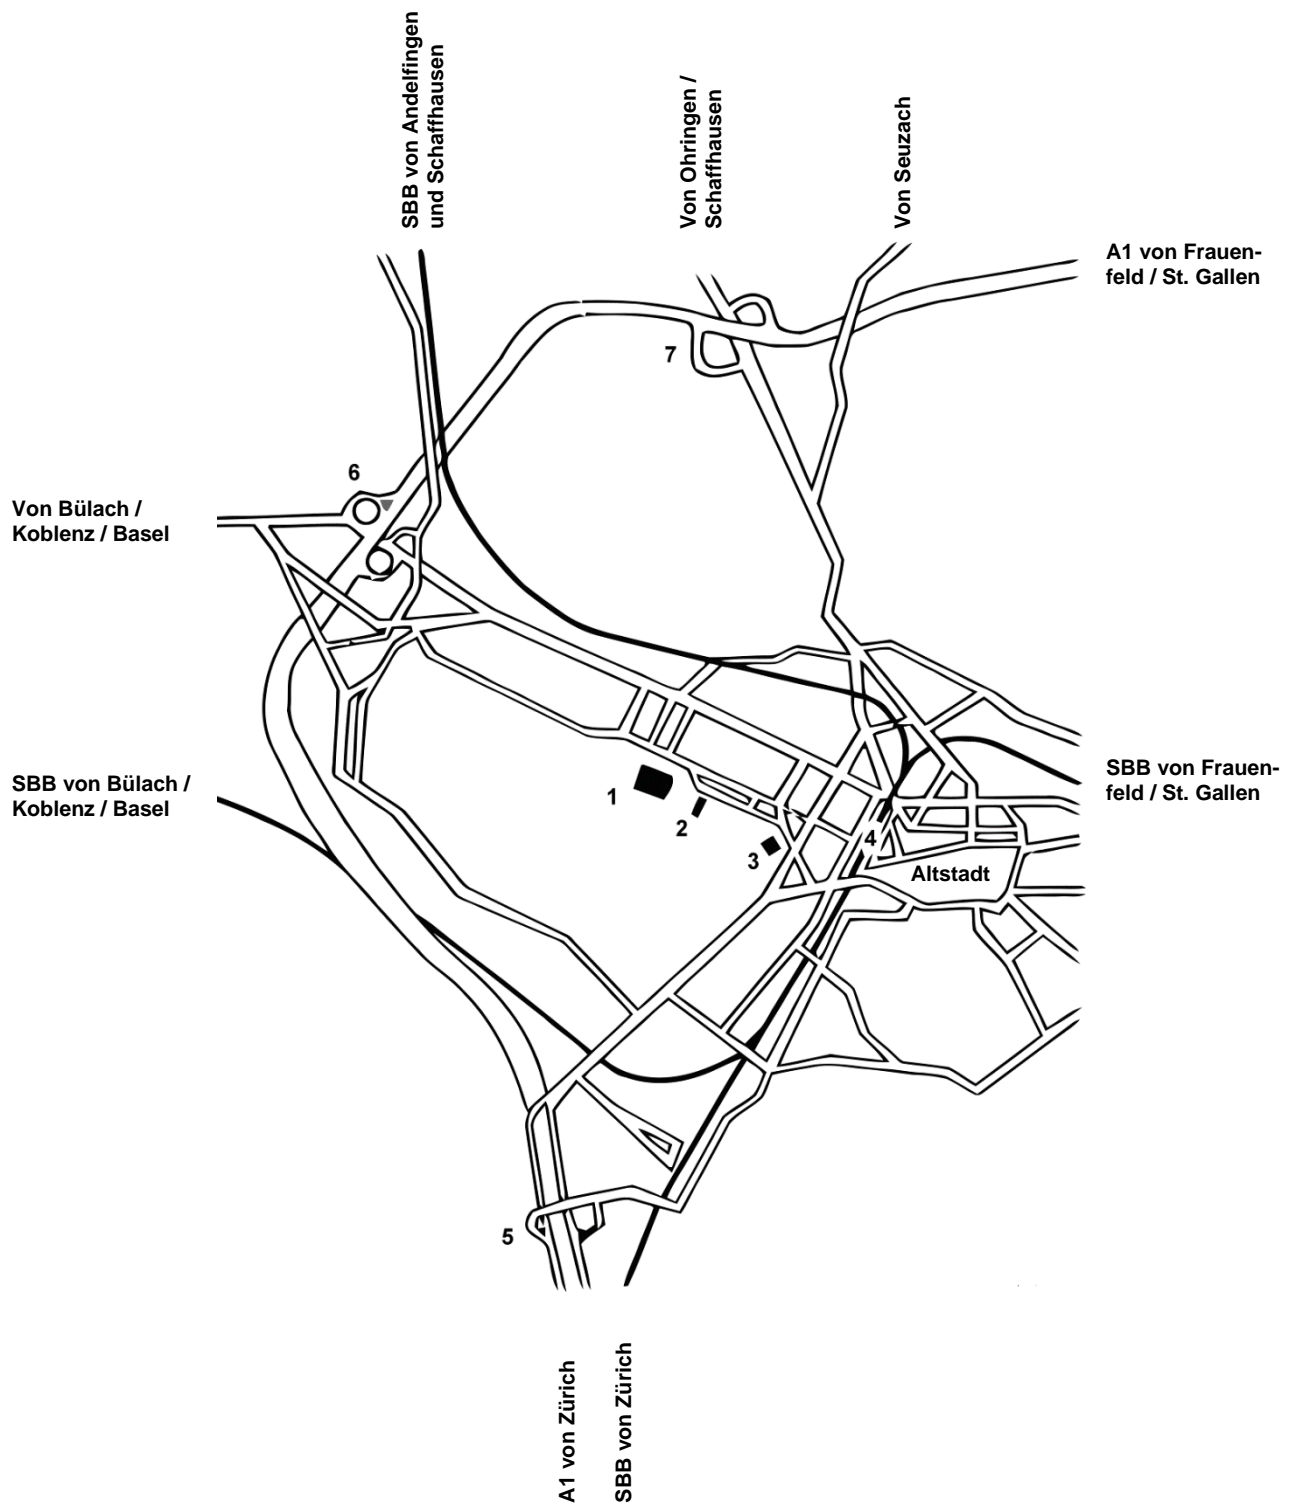 SBB von Andelfingen
und Schaffhausen
Von Ohringen /
Schaffhausen
Von Seuzach
A1 von Frauen-
feld / St. Gallen
7
6
Von Bülach /
Koblenz / Basel
SBB von Bülach /
Koblenz / Basel
SBB von Frauen-
feld / St. Gallen
1
2
3
4
Altstadt
5
A1 von Zürich
SBB von Zürich